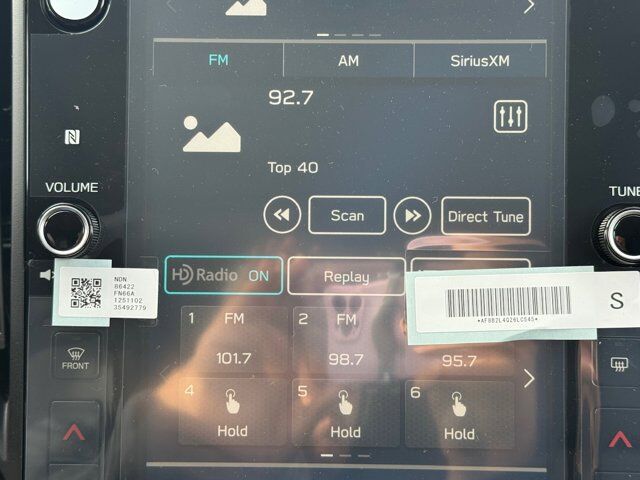 FM
AM
SiriusXM
92.7
Top 40
VOLUME
TUNE
Scan
Direct Tune
HD Radio ON
Replay
NDN
86422
FN66A
1251102
35492779
S
1 FM
101.7
2 FM
98.7
95.7
FRONT
4 Hold
5 Hold
6 Hold